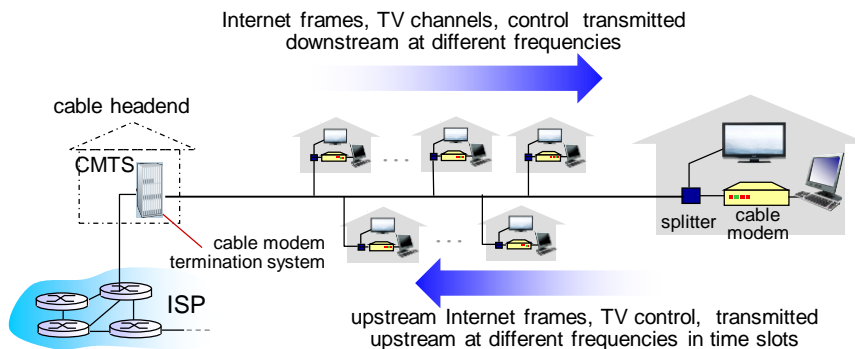 Internet frames, TV channels, control transmitted
downstream at different frequencies
cable headend
CMTS
splitter
cable
modem
cable modem
termination system
ISP
upstream Internet frames, TV control, transmitted
upstream at different frequencies in time slots